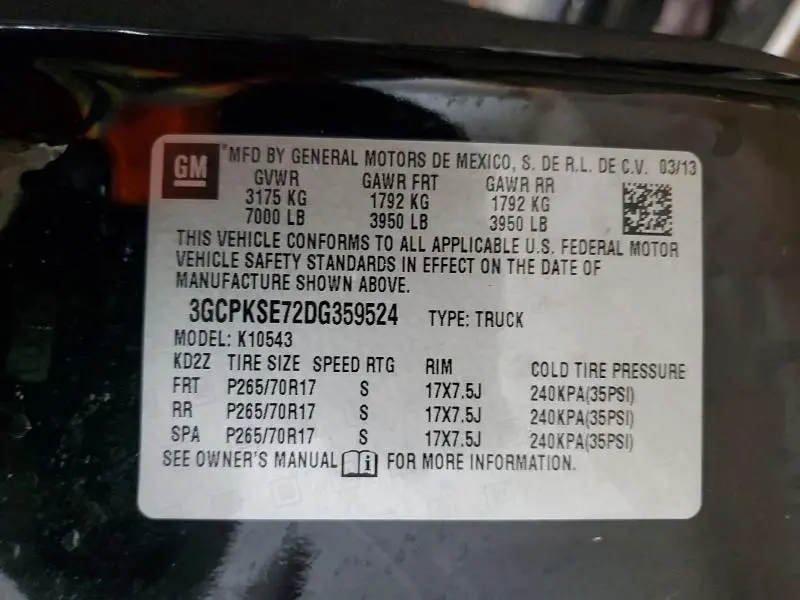 GM MFD BY GENERAL MOTORS DE MEXICO, S. DE R.L. DE C.V. 03/13
GVWR GAWR FRT GAWR RR
3175 KG 1792 KG 1792 KG
7000 LB 3950 LB 3950 LB
THIS VEHICLE CONFORMS TO ALL APPLICABLE U.S. FEDERAL MOTOR
VEHICLE SAFETY STANDARDS IN EFFECT ON THE DATE OF
MANUFACTURE SHOWN ABOVE.
3GCPKSE72DG359524 TYPE: TRUCK
MODEL: K10543
KD2Z TIRE SIZE SPEED RTG RIM COLD TIRE PRESSURE
FRT P265/70R17 S 17X7.5J 240KPA(35PSI)
RR P265/70R17 S 17X7.5J 240KPA(35PSI)
SPA P265/70R17 S 17X7.5J 240KPA(35PSI)
SEE OWNER'S MANUAL FOR MORE INFORMATION.